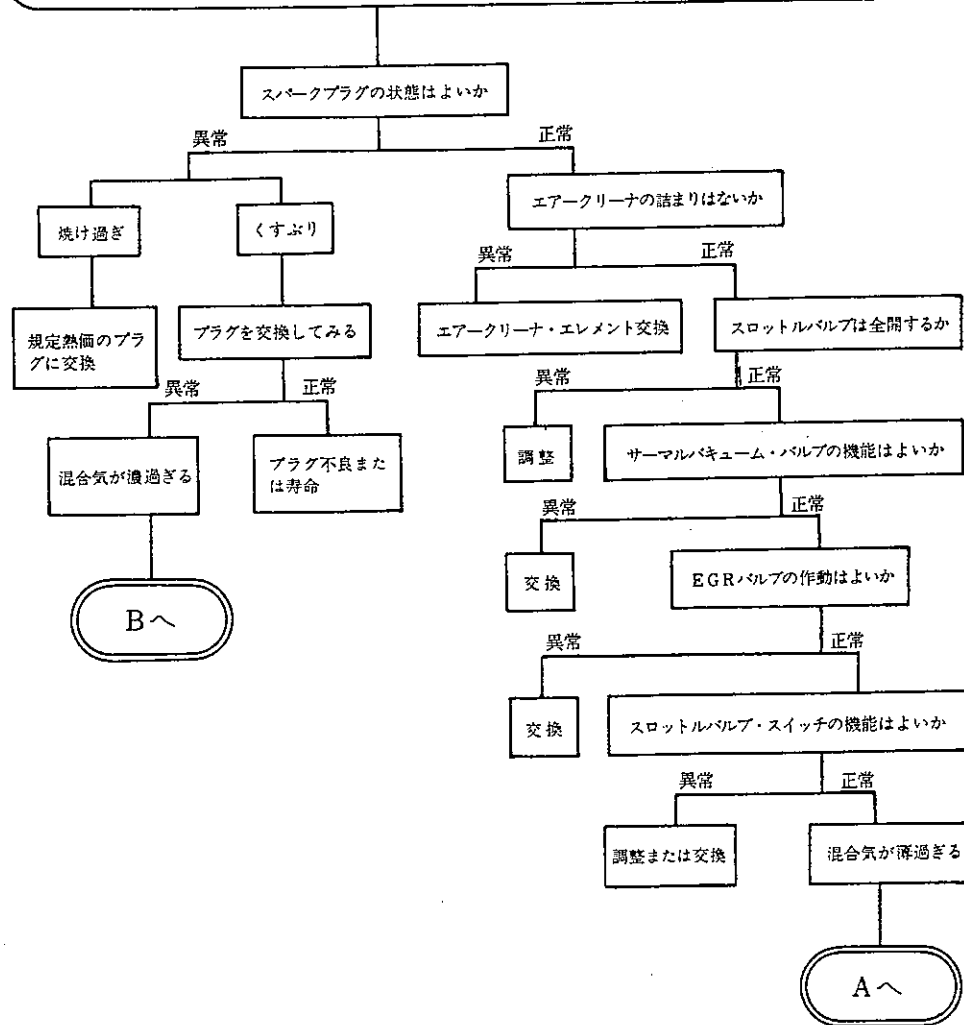 スパークプラグの状態はよいか
異常
正常
焼け過ぎ
くすぶり
エアークリーナの詰まりはないか
異常
正常
規定熱価のプラ
グに交換
プラグを交換してみる
エアークリーナ・エレメント交換
スロットルバルブは全開するか
異常
正常
異常
正常
混合気が濃過ぎる
プラグ不良また
は寿命
調整
サーマルバキューム・バルブの機能はよいか
異常
正常
Bへ
交換
EGRバルブの作動はよいか
異常
正常
交換
スロットルバルブ・スイッチの機能はよいか
異常
正常
調整または交換
混合気が薄過ぎる
Aへ